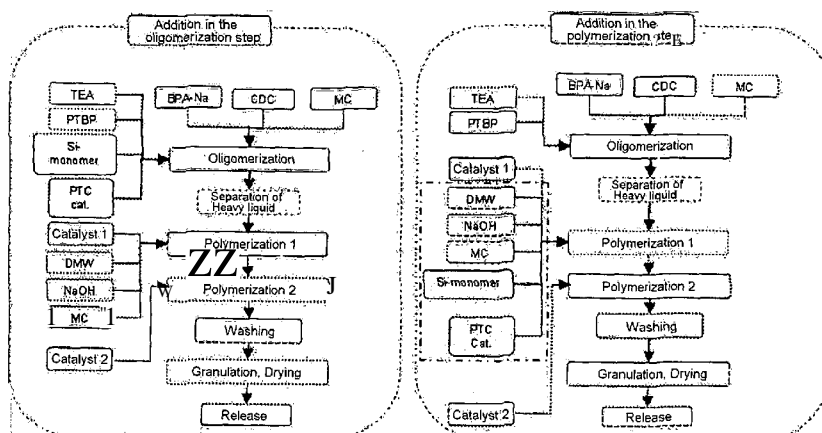 Addition in the
oligomerization step
TEA
PTBP
Si-
monomer
PTC
cat.
BPA-Na
CDC
MC
Oligomerization
Separation of
Heavy liquid
Catalyst 1
DMW
NaOH
MC
Polymerization 1
ZZ
Polymerization 2
J
W
Washing
Catalyst 2
Granulation, Drying
Release
Addition in the
polymerization
TEA
PTBP
BPA-Na
CDC
MC
Oligomerization
Catalyst 1
Separation of
Heavy liquid
DMW
NaOH
MC
Si-monomer
PTC
Cat.
Polymerization 1
Polymerization 2
Washing
Granulation, Drying
Catalyst 2
Release